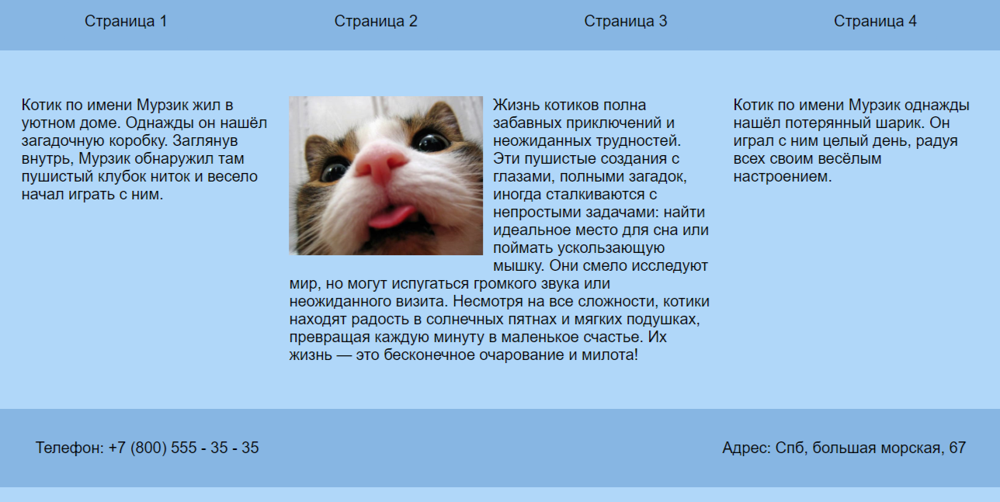 Страница 1
Страница 2
Страница 3
Страница 4
Котик по имени Мурзик жил в
уютном доме. Однажды он нашёл
загадочную коробку. Заглянув
внутрь, Мурзик обнаружил там
пушистый клубок ниток и весело
начал играть с ним.
Жизнь котиков полна
забавных приключений и
неожиданных трудностей.
Эти пушистые создания с
глазами, полными загадок,
иногда сталкиваются с
непростыми задачами: найти
идеальное место для сна или
поймать ускользающую
мышку. Они смело исследуют
мир, но могут испугаться громкого звука или
неожиданного визита. Несмотря на все сложности, котики
находят радость в солнечных пятнах и мягких подушках,
превращая каждую минуту в маленькое счастье. Их
жизнь — это бесконечное очарование и милота!
Котик по имени Мурзик однажды
нашёл потерянный шарик. Он
играл с ним целый день, радуя
всех своим весёлым
настроением.
Телефон: +7 (800) 555 - 35 - 35
Адрес: Спб, большая морская, 67